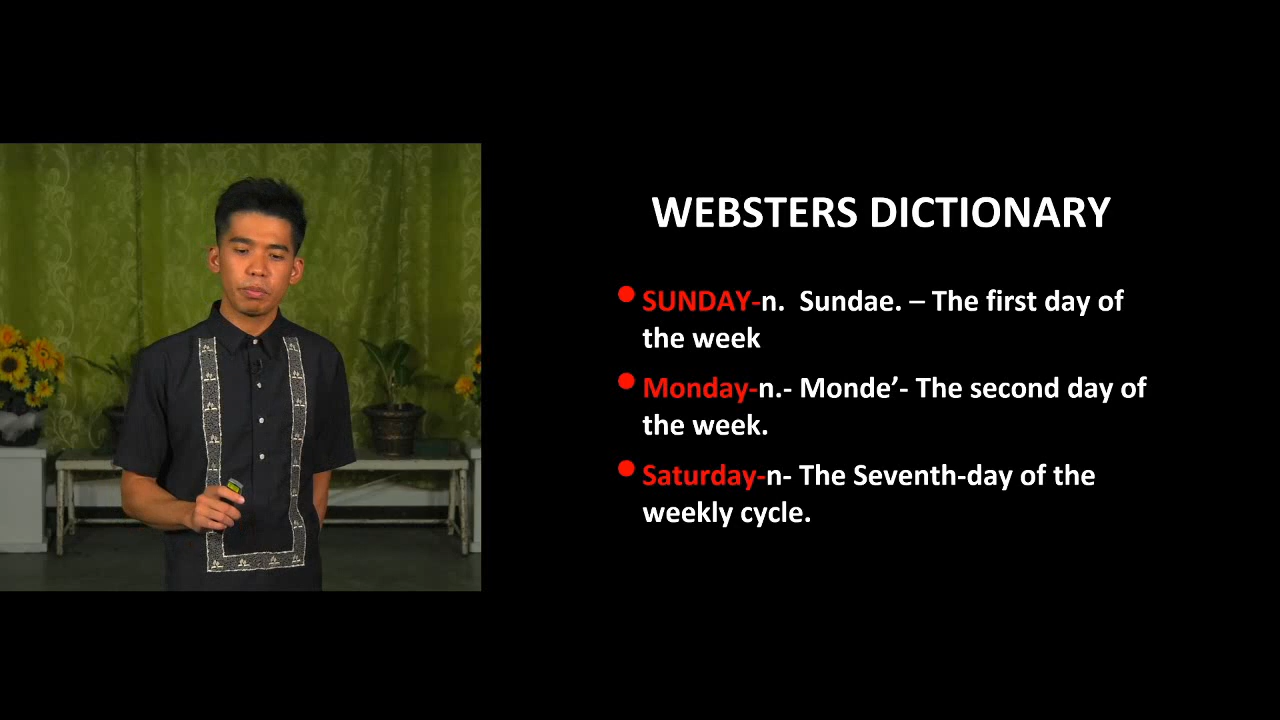 WEBSTERS DICTIONARY
SUNDAY-n.  Sundae. – The first day of
the week
Monday-n.- Monde’- The second day of
the week.
Saturday-n- The Seventh-day of the
weekly cycle.